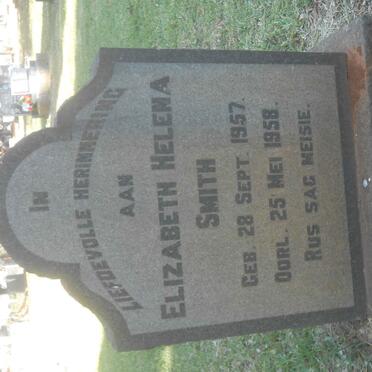 IN
LIEFDEVOLLE HERINNERING
AAN
ELIZABETH HELENA
SMITH
GEB. 28 SEPT. 1957.
OORL. 25 MEI 1958.
RUS SAG MEISIE.